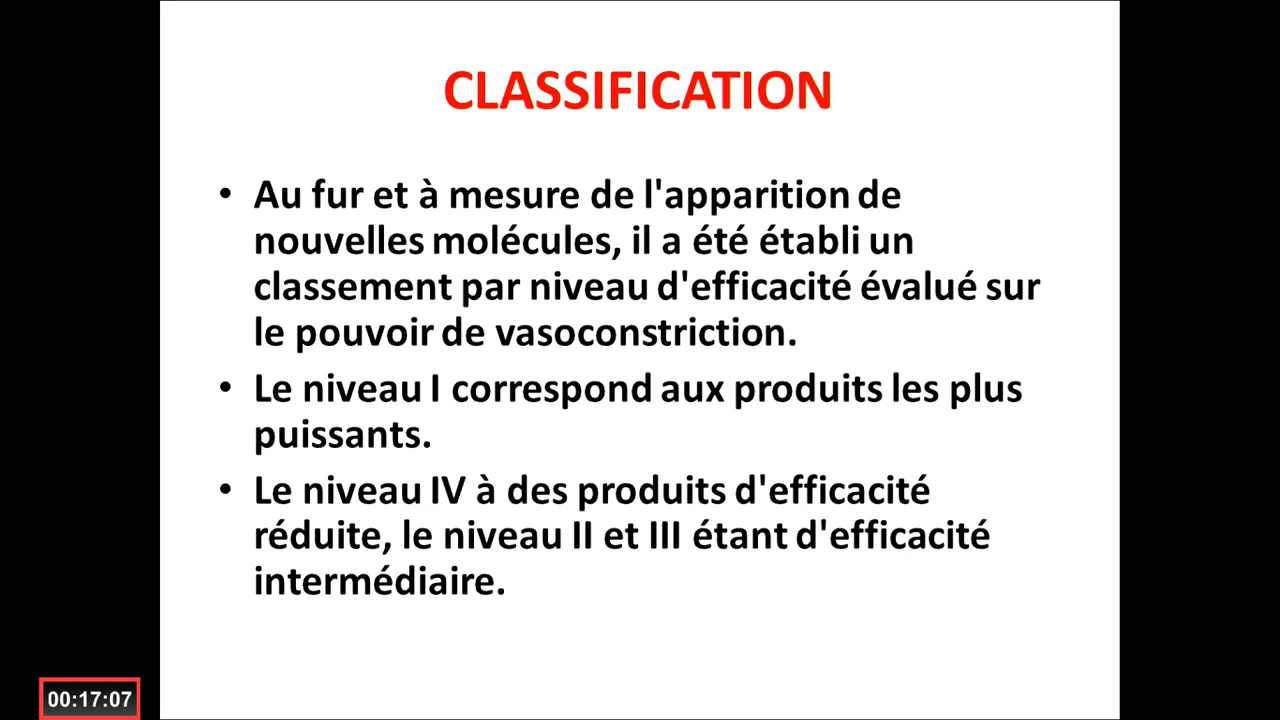 CLASSIFICATION
• Au fur et à mesure de l'apparition de
nouvelles molécules, il a été établi un
classement par niveau d'efficacité évalué sur
le pouvoir de vasoconstriction.
• Le niveau I correspond aux produits les plus
puissants.
• Le niveau IV à des produits d'efficacité
réduite, le niveau II et III étant d'efficacité
intermédiaire.
00:17:07